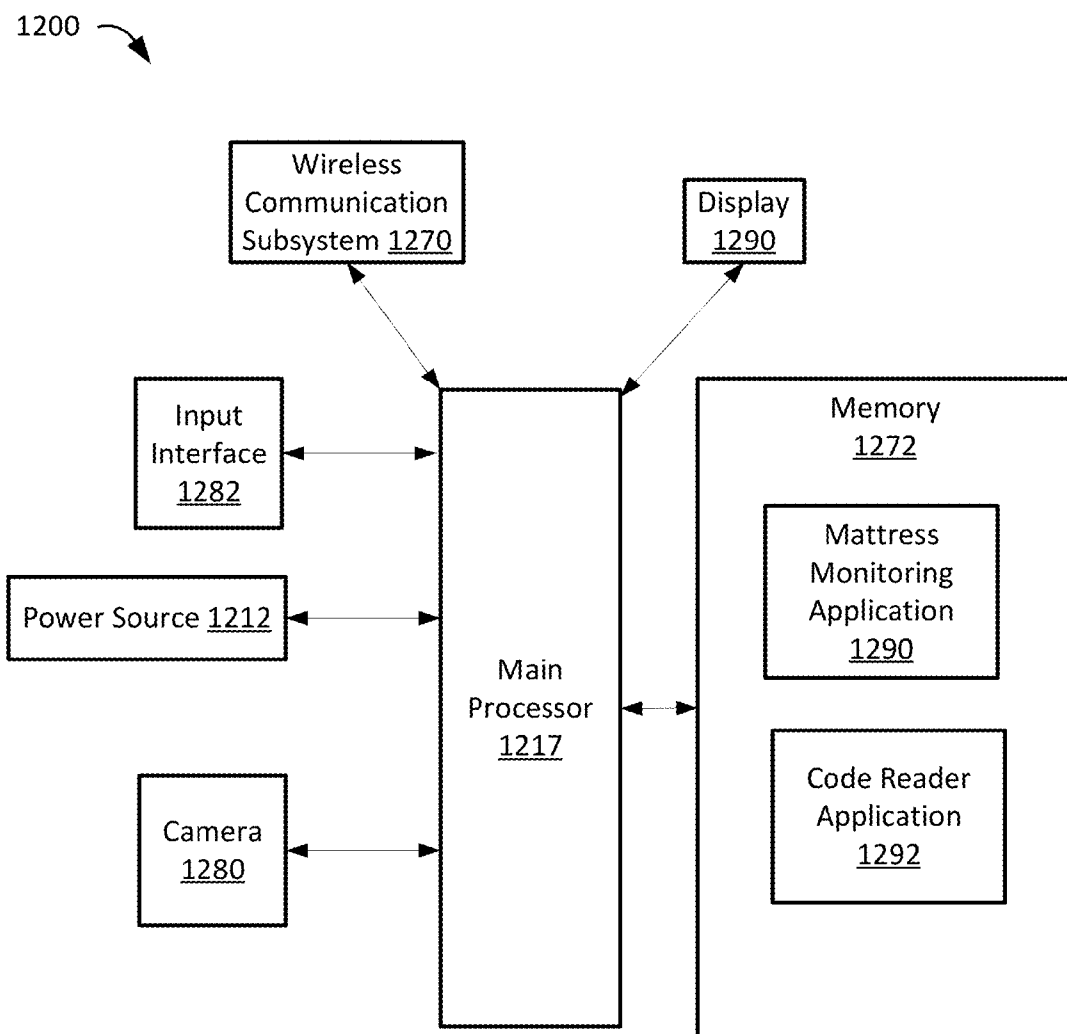 1200
Wireless
Communication
Subsystem 1270
Display
1290
Input
Interface
1282
Power Source 1212
Camera
1280
Main
Processor
1217
Memory
1272
Mattress
Monitoring
Application
1290
Code Reader
Application
1292